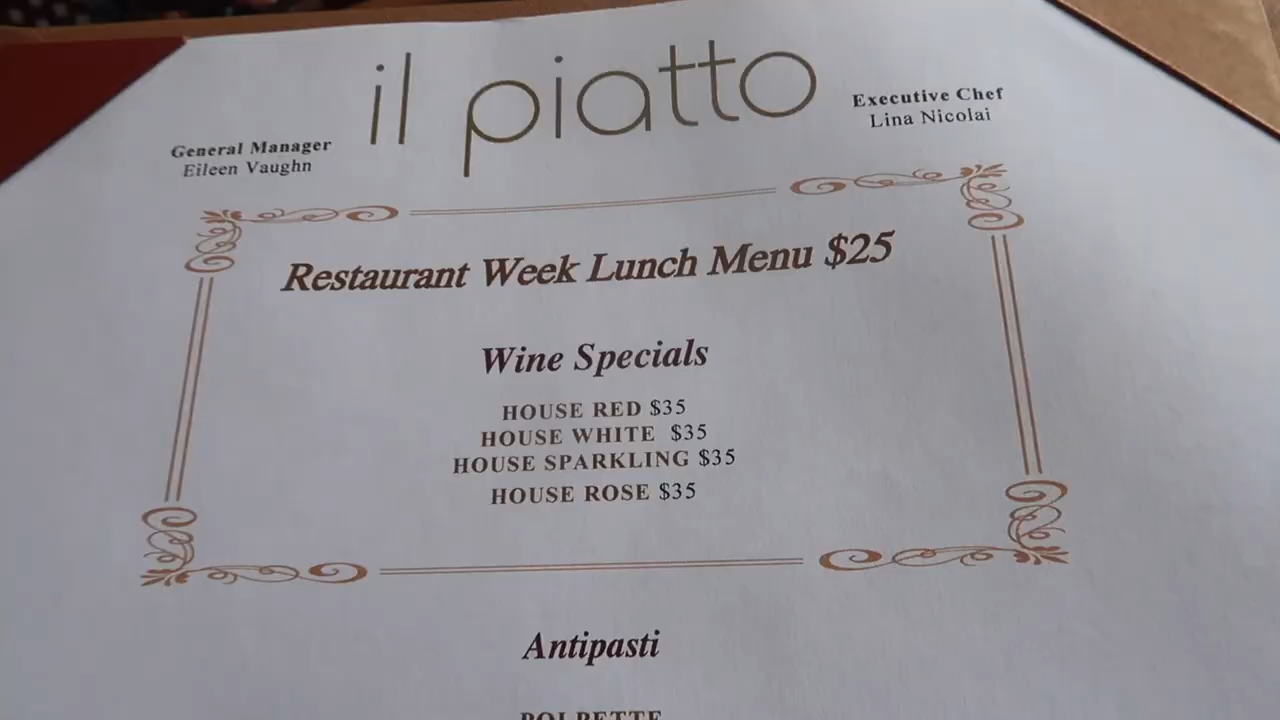 il piatto
General Manager
Eileen Vaughn
Executive Chef
Lina Nicolai
Restaurant Week Lunch Menu $25
Wine Specials
HOUSE RED $35
HOUSE WHITE $35
HOUSE SPARKLING $35
HOUSE ROSE $35
Antipasti
POLPETTE